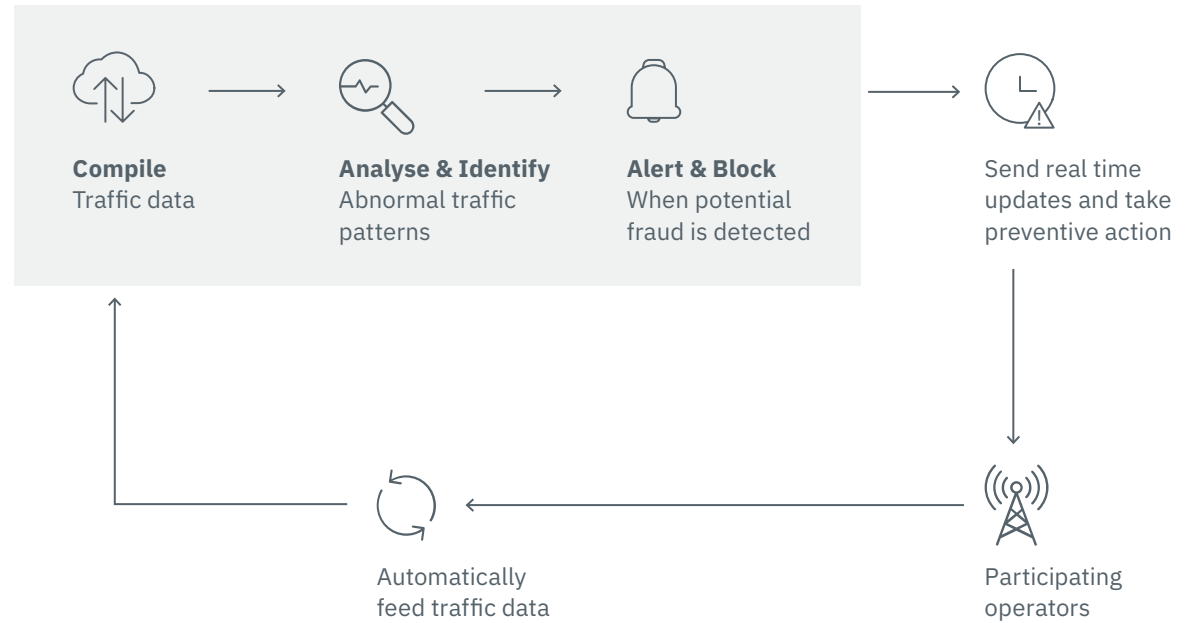 Compile
Traffic data
Analyse & Identify
Abnormal traffic
patterns
Alert & Block
When potential
fraud is detected
Send real time
updates and take
preventive action
Participating
operators
Automatically
feed traffic data